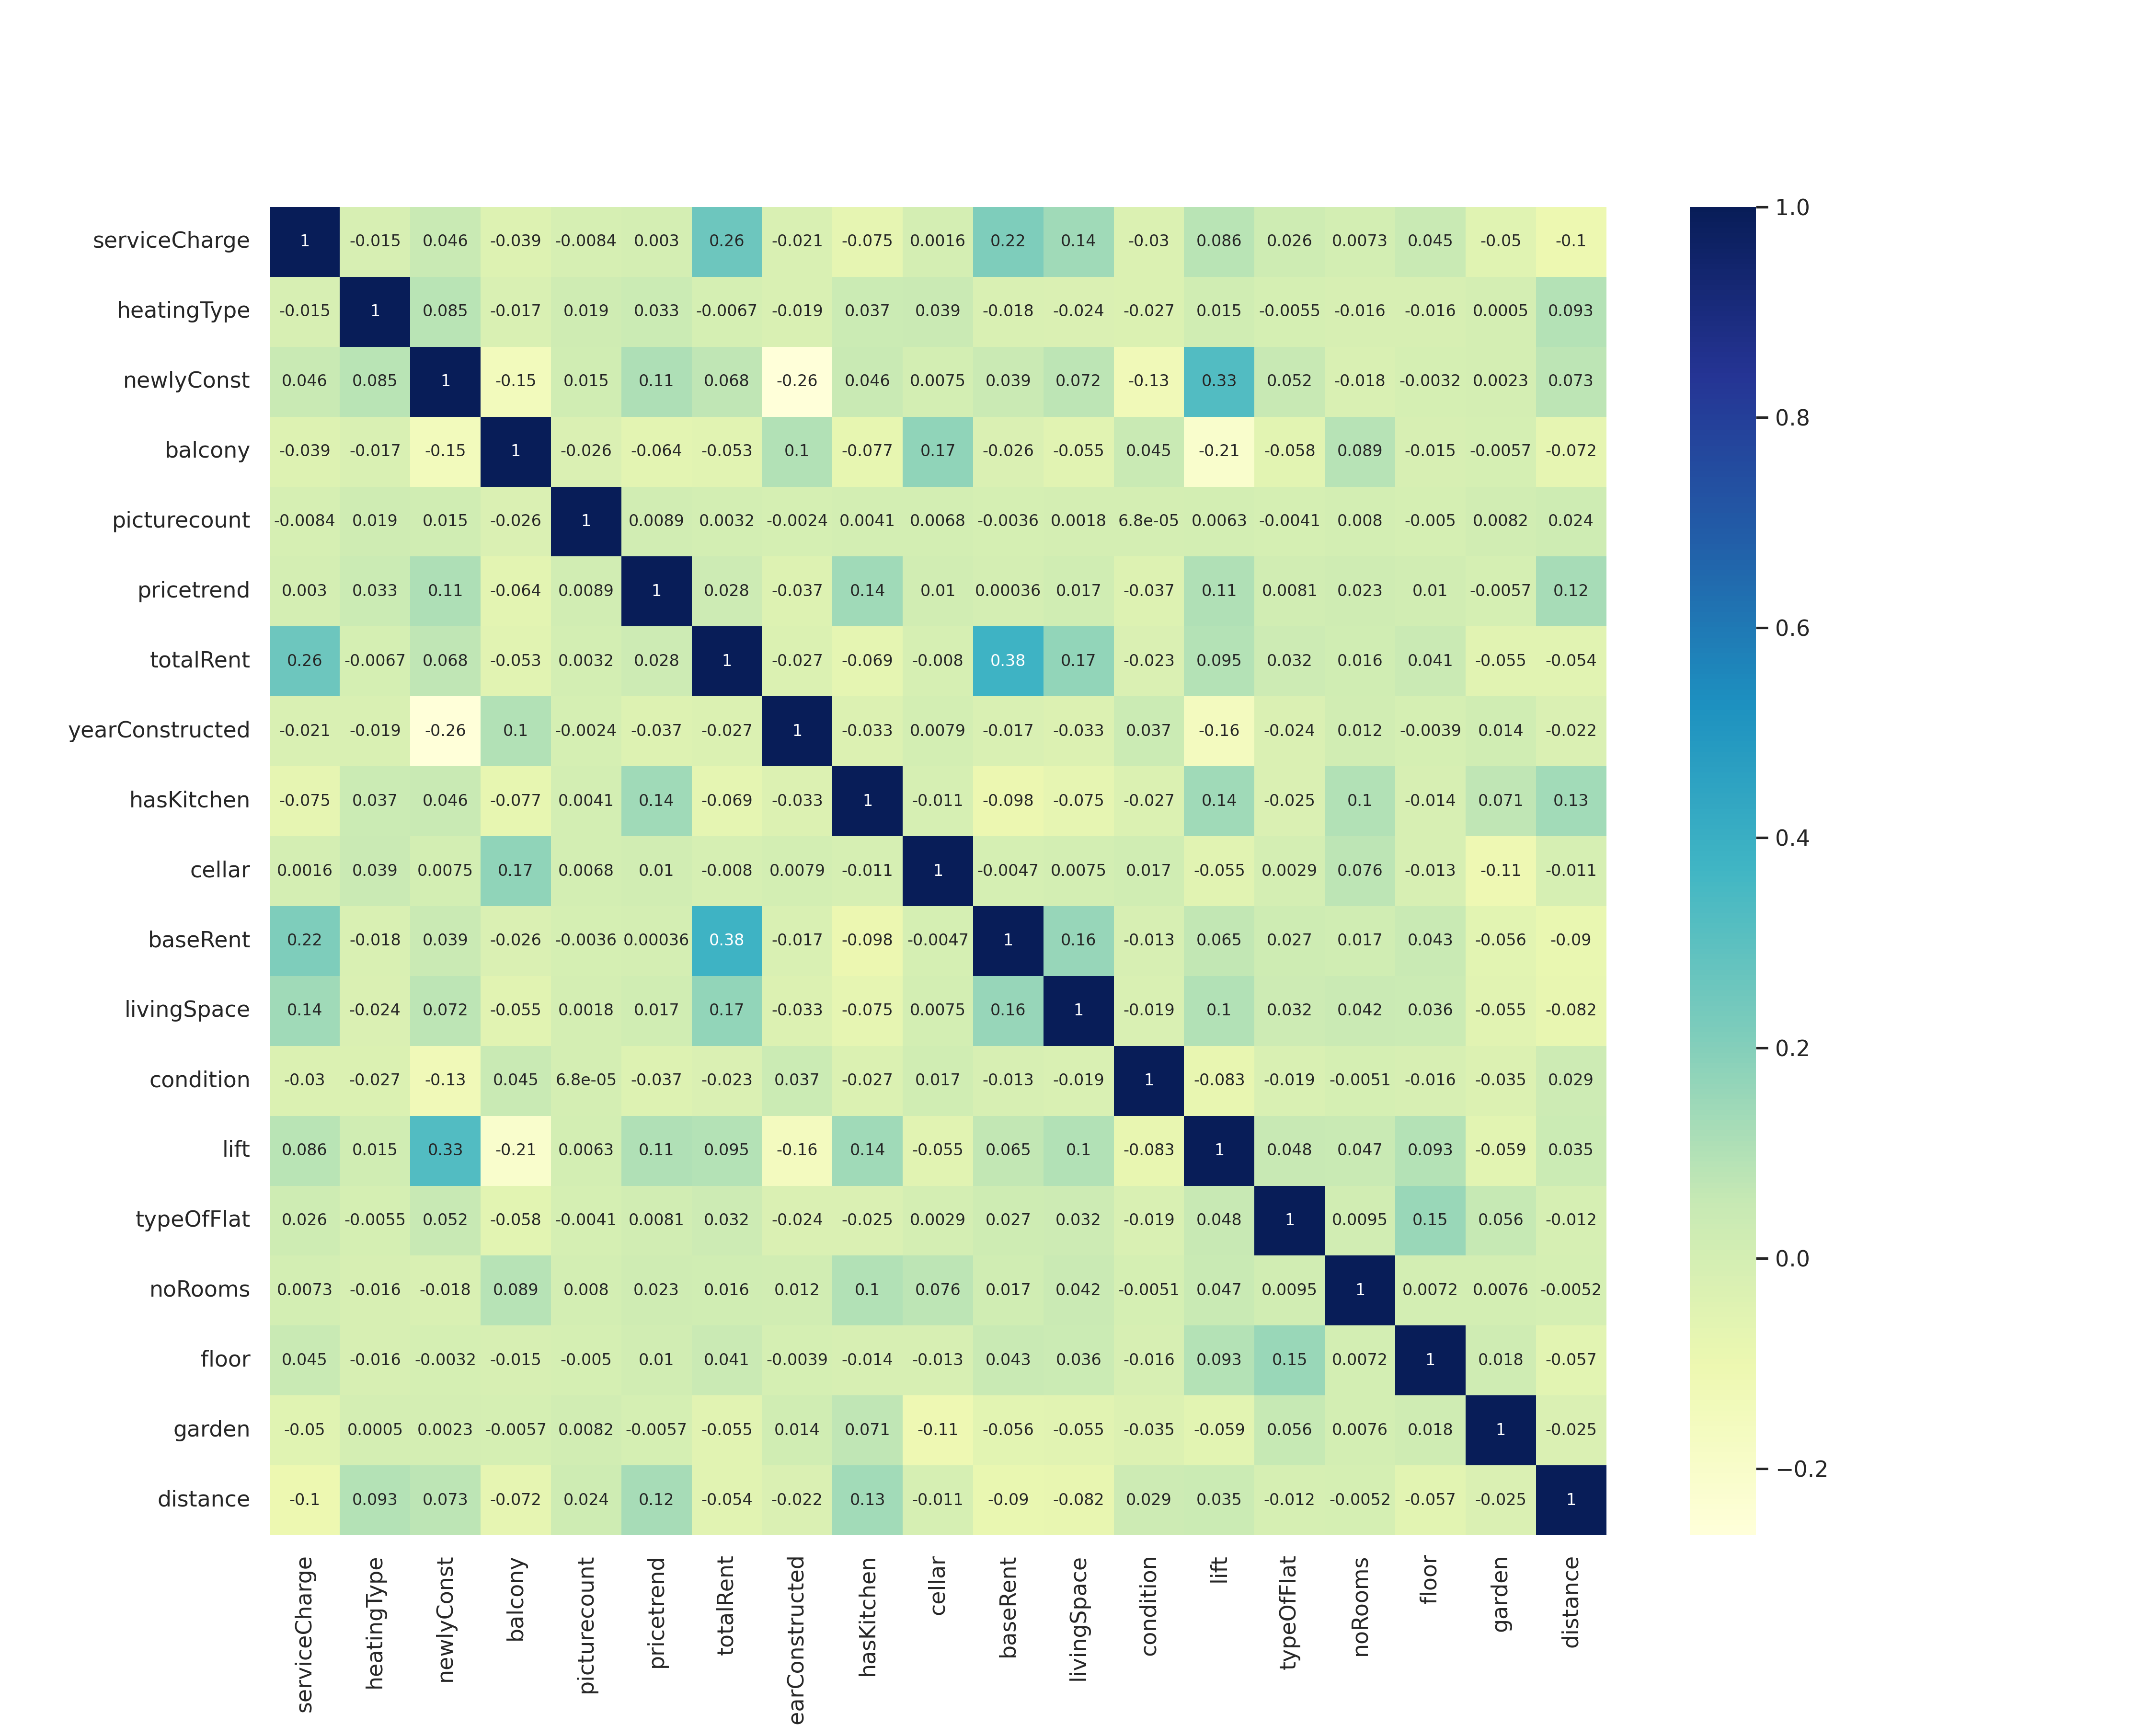 serviceCharge 1 -0.015 0.046 -0.039 -0.0084 0.003 0.26 -0.021 -0.075 0.0016 0.22 0.14 -0.03 0.086 0.026 0.0073 0.045 -0.05 -0.1
heatingType -0.015 1 0.085 -0.017 0.019 0.033 -0.0067 -0.019 0.037 0.039 -0.018 -0.024 -0.027 0.015 -0.0055 -0.016 -0.016 0.0005 0.093
newlyConst 0.046 0.085 1 -0.15 0.015 0.11 0.068 -0.26 0.046 0.0075 0.039 0.072 -0.13 0.33 0.052 -0.018 -0.0032 0.0023 0.073
balcony -0.039 -0.017 -0.15 1 -0.026 -0.064 -0.053 0.1 -0.077 0.17 -0.026 -0.055 0.045 -0.21 -0.058 0.089 -0.015 -0.0057 -0.072
picturecount -0.0084 0.019 0.015 -0.026 1 0.0089 0.0032 -0.0024 0.0041 0.0068 -0.0036 0.0018 6.8e-05 0.0063 -0.0041 0.008 -0.005 0.0082 0.024
pricetrend 0.003 0.033 0.11 -0.064 0.0089 1 0.028 -0.037 0.14 0.01 0.00036 0.017 -0.037 0.11 0.0081 0.023 0.01 -0.0057 0.12
totalRent 0.26 -0.0067 0.068 -0.053 0.0032 0.028 1 -0.027 -0.069 -0.008 0.38 0.17 -0.023 0.095 0.032 0.016 0.041 -0.055 -0.054
yearConstructed -0.021 -0.019 -0.26 0.1 -0.0024 -0.037 -0.027 1 -0.033 0.0079 -0.017 -0.033 0.037 -0.16 -0.024 0.012 -0.0039 0.014 -0.022
hasKitchen -0.075 0.037 0.046 -0.077 0.0041 0.14 -0.069 -0.033 1 -0.011 -0.098 -0.075 -0.027 0.14 -0.025 0.1 -0.014 0.071 0.13
cellar 0.0016 0.039 0.0075 0.17 0.0068 0.01 -0.008 0.0079 -0.011 1 -0.0047 0.0075 0.017 -0.055 0.0029 0.076 -0.013 -0.11 -0.011
baseRent 0.22 -0.018 0.039 -0.026 -0.0036 0.00036 0.38 -0.017 -0.098 -0.0047 1 0.16 -0.013 0.065 0.027 0.017 0.043 -0.056 -0.09
livingSpace 0.14 -0.024 0.072 -0.055 0.0018 0.017 0.17 -0.033 -0.075 0.0075 0.16 1 -0.019 0.1 0.032 0.042 0.036 -0.055 -0.082
condition -0.03 -0.027 -0.13 0.045 6.8e-05 -0.037 -0.023 0.037 -0.027 0.017 -0.013 -0.019 1 -0.083 -0.019 -0.0051 -0.016 -0.035 0.029
lift 0.086 0.015 0.33 -0.21 0.0063 0.11 0.095 -0.16 0.14 -0.055 0.065 0.1 -0.083 1 0.048 0.047 0.093 -0.059 0.035
typeOfFlat 0.026 -0.0055 0.052 -0.058 -0.0041 0.0081 0.032 -0.024 -0.025 0.0029 0.027 0.032 -0.019 0.048 1 0.0095 0.15 0.056 -0.012
noRooms 0.0073 -0.016 -0.018 0.089 0.008 0.023 0.016 0.012 0.1 0.076 0.017 0.042 -0.0051 0.047 0.0095 1 0.0072 0.0076 -0.0052
floor 0.045 -0.016 -0.0032 -0.015 -0.005 0.01 0.041 -0.0039 -0.014 -0.013 0.043 0.036 -0.016 0.093 0.15 0.0072 1 0.018 -0.057
garden -0.05 0.0005 0.0023 -0.0057 0.0082 -0.0057 -0.055 0.014 0.071 -0.11 -0.056 -0.055 -0.035 -0.059 0.056 0.0076 0.018 1 -0.025
distance -0.1 0.093 0.073 -0.072 0.024 0.12 -0.054 -0.022 0.13 -0.011 -0.09 -0.082 0.029 0.035 -0.012 -0.0052 -0.057 -0.025 1
serviceCharge
heatingType
newlyConst
balcony
picturecount
pricetrend
totalRent
earConstructed
hasKitchen
cellar
baseRent
livingSpace
condition
lift
typeOfFlat
noRooms
floor
garden
distance
1.0
0.8
0.6
0.4
0.2
0.0
−0.2